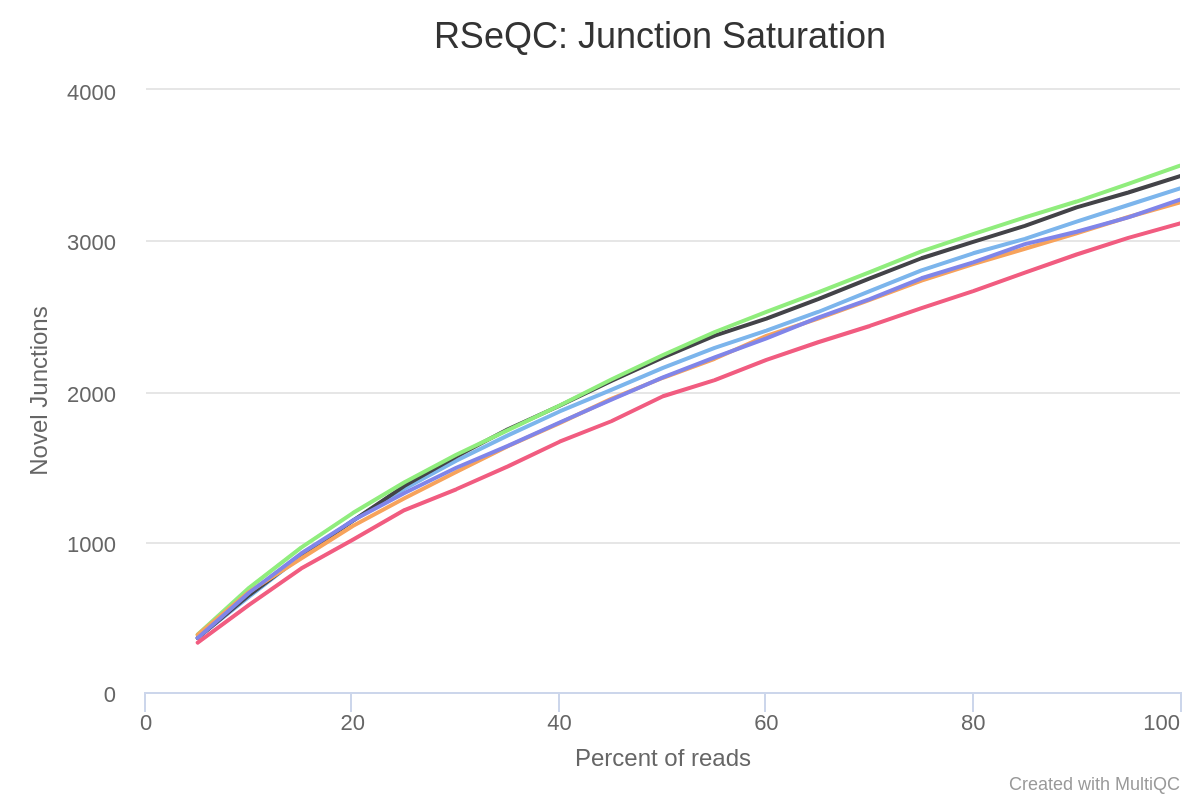 RSeQC: Junction Saturation
4000
3000
2000
1000
0
Novel Junctions
0 20 40 60 80 100
Percent of reads
Created with MultiQC